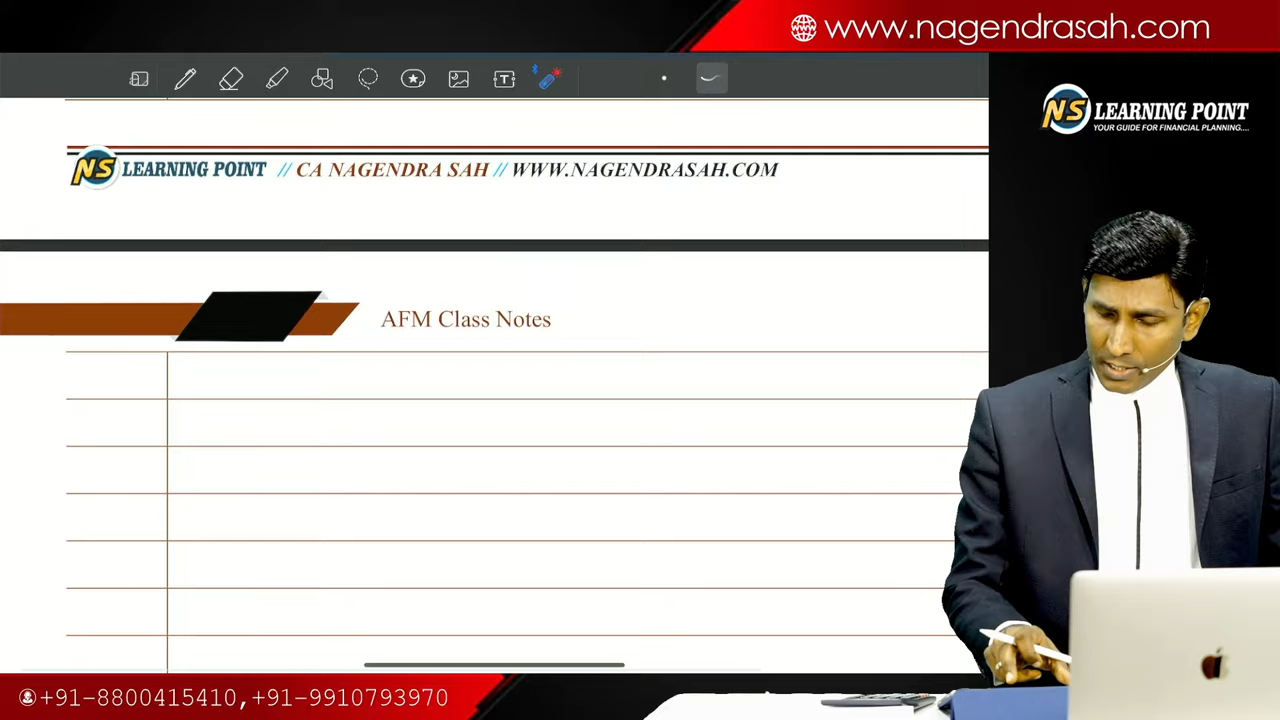 www.nagendrasah.com
NS LEARNING POINT
YOUR GUIDE FOR FINANCIAL PLANNING....
NS LEARNING POINT // CA NAGENDRA SAH // WWW.NAGENDRASAH.COM
AFM Class Notes
+91-8800415410,+91-9910793970